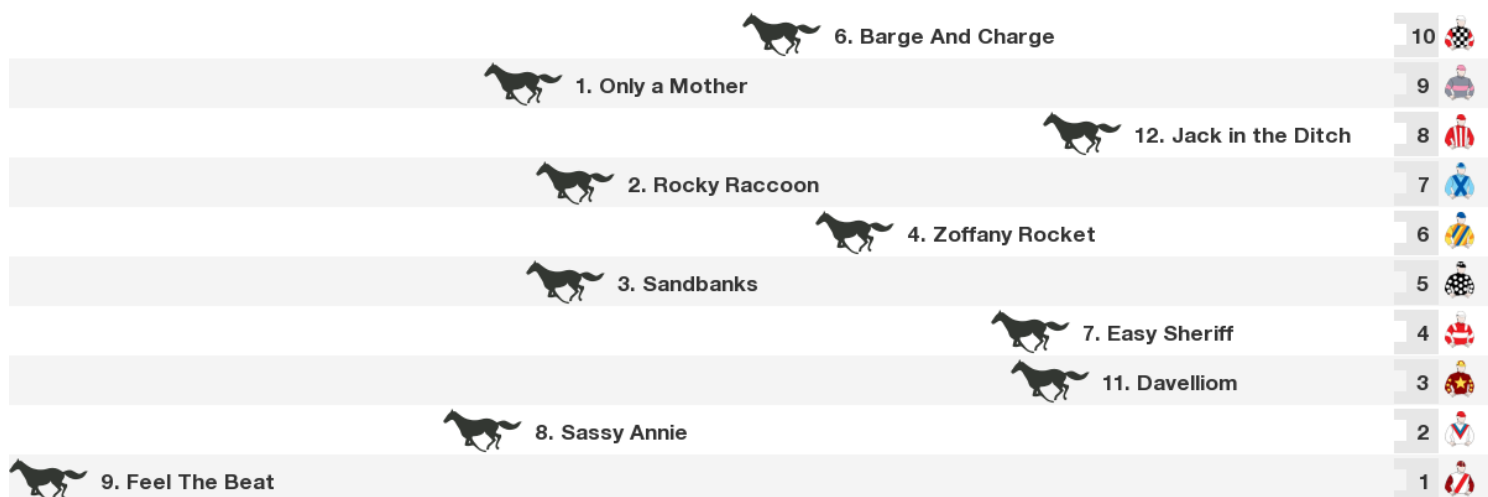 6. Barge And Charge 10
1. Only a Mother 9
12. Jack in the Ditch 8
2. Rocky Raccoon 7
4. Zoffany Rocket 6
3. Sandbanks 5
7. Easy Sheriff 4
11. Davelliom 3
8. Sassy Annie 2
9. Feel The Beat 1